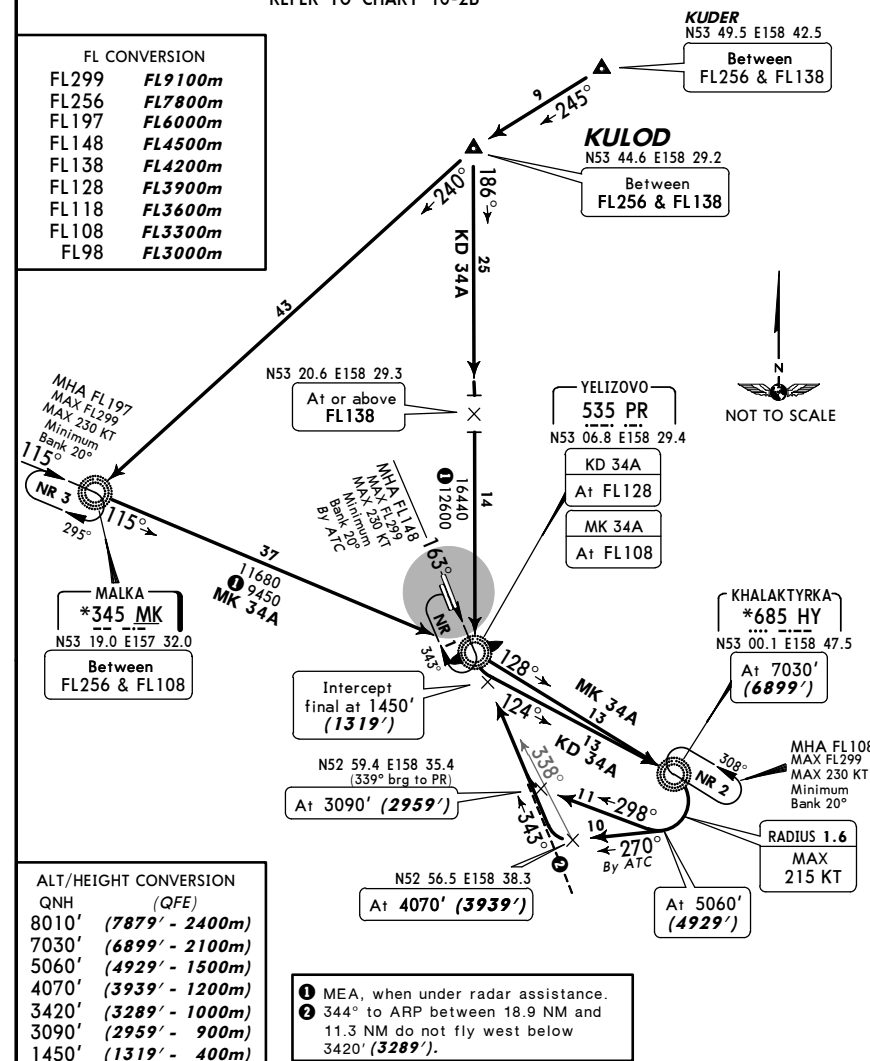 REFER TO CHART 10-2B
FL CONVERSION
FL299 FL9100m
FL256 FL7800m
FL197 FL6000m
FL148 FL4500m
FL138 FL4200m
FL128 FL3900m
FL118 FL3600m
FL108 FL3300m
FL98 FL3000m
KUDER
N53 49.5 E158 42.5
Between
FL256 & FL138
9
←245°
KULOD
N53 44.6 E158 29.2
Between
FL256 & FL138
←240°
186°→
KD 34A
25
43
N53 20.6 E158 29.3
At or above
FL138
N
NOT TO SCALE
YELIZOVO
535 PR
N53 06.8 E158 29.4
KD 34A
At FL128
MK 34A
At FL108
MHA FL197
MAX FL299
MAX 230 KT
Minimum
Bank 20°
115°
NR 3
295°
115°→
MALKA
*345 MK
N53 19.0 E157 32.0
Between
FL256 & FL108
37
11680
❶ 9450
MK 34A
MHA FL148
MAX FL299
MAX 230 KT
Minimum
Bank 20°
By ATC
163°
NR 1
343°
14
16440
❶12600
KHALAKTYRKA
*685 HY
N53 00.1 E158 47.5
At 7030'
(6899')
128°→
MK 34A
13
124°→
13
KD 34A
Intercept
final at 1450'
(1319')
N52 59.4 E158 35.4
(339° brg to PR)
At 3090' (2959')
338°
←343°
❷
11 ←298°
10
←270°
By ATC
308°
NR 2
MHA FL108
MAX FL299
MAX 230 KT
Minimum
Bank 20°
RADIUS 1.6
MAX
215 KT
N52 56.5 E158 38.3
At 4070' (3939')
At 5060'
(4929')
ALT/HEIGHT CONVERSION
QNH (QFE)
8010' (7879' - 2400m)
7030' (6899' - 2100m)
5060' (4929' - 1500m)
4070' (3939' - 1200m)
3420' (3289' - 1000m)
3090' (2959' - 900m)
1450' (1319' - 400m)
❶ MEA, when under radar assistance.
❷ 344° to ARP between 18.9 NM and
11.3 NM do not fly west below
3420' (3289').